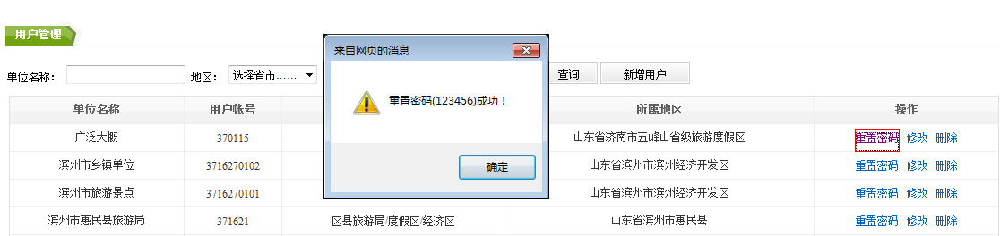 用户管理
来自网页的消息
单位名称： 地区： 选择省市…… 查询 新增用户
重置密码(123456)成功！
确定
单位名称 用户帐号 所属地区 操作
广泛大概 370115 山东省济南市五峰山省级旅游度假区 重置密码 修改 删除
滨州市乡镇单位 3716270102 山东省滨州市滨州经济开发区 重置密码 修改 删除
滨州市旅游景点 3716270101 山东省滨州市滨州经济开发区 重置密码 修改 删除
滨州市惠民县旅游局 371621 区县旅游局/度假区/经济区 山东省滨州市惠民县 重置密码 修改 删除